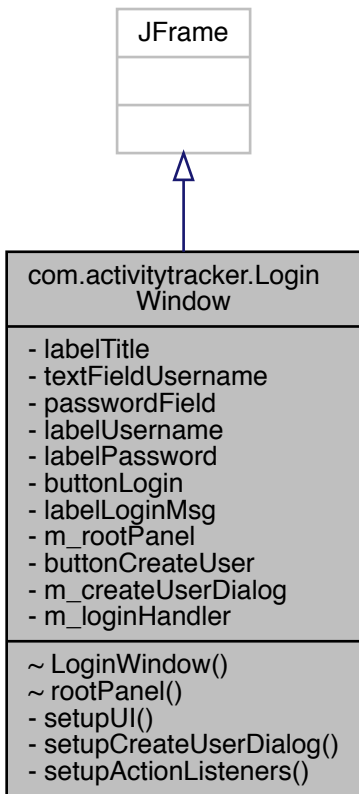 JFrame
com.activitytracker.Login
Window
- labelTitle
- textFieldUsername
- passwordField
- labelUsername
- labelPassword
- buttonLogin
- labelLoginMsg
- m_rootPanel
- buttonCreateUser
- m_createUserDialog
- m_loginHandler
~ LoginWindow()
~ rootPanel()
- setupUI()
- setupCreateUserDialog()
- setupActionListeners()